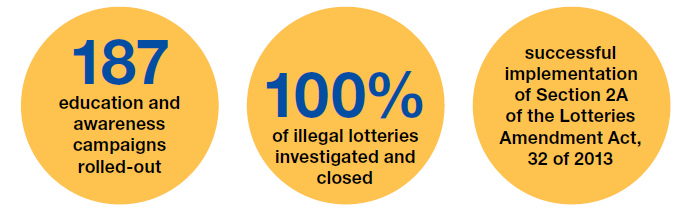 187
education and
awareness
campaigns
rolled-out
100%
of illegal lotteries
investigated and
closed
successful
implementation
of Section 2A
of the Lotteries
Amendment Act,
32 of 2013